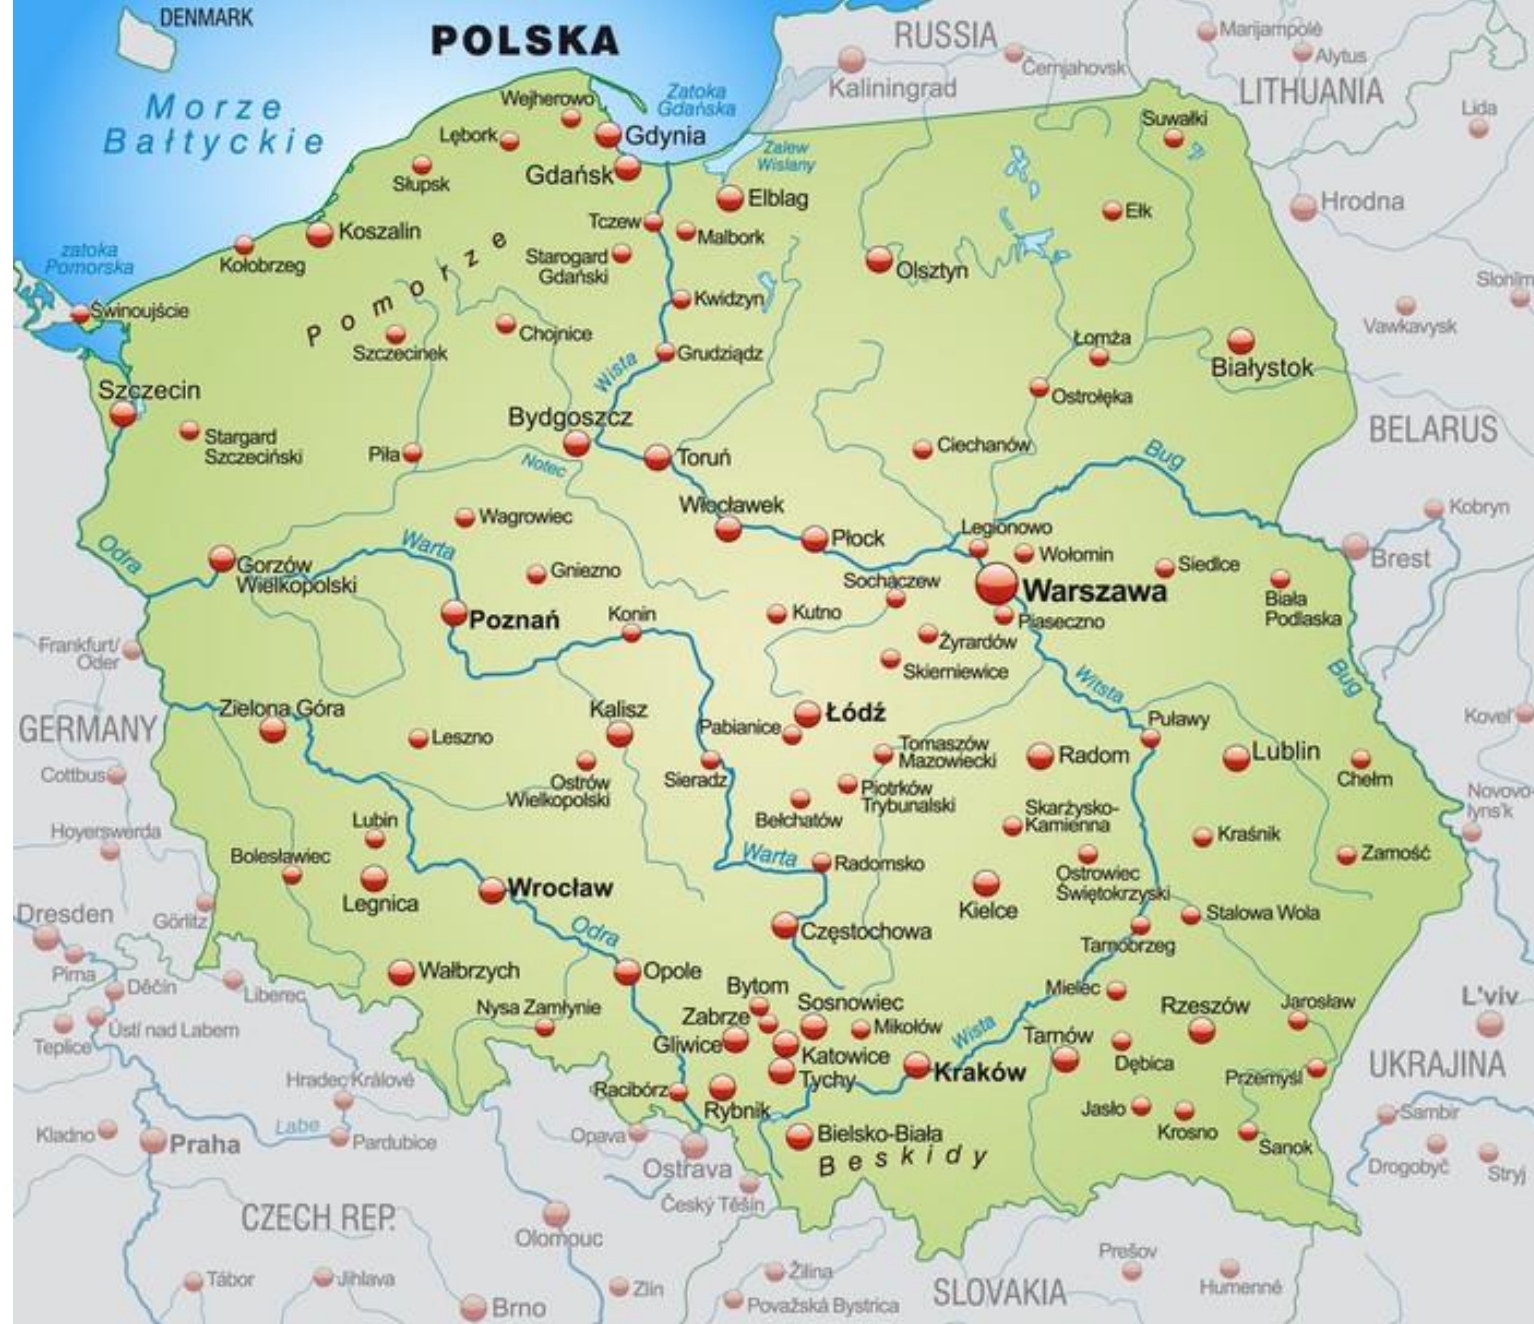 DENMARK
POLSKA
RUSSIA
Marijampolė
Alytus
Černjahovsk
Kaliningrad
LITHUANIA
Lida
Morze
Bałtyckie
Zatoka
Gdańska
Wejherowo
Lębork
Gdynia
Suwałki
Zalew
Wislany
Słupsk
Gdańsk
Elblag
Ełk
Hrodna
Koszalin
Tczew
Malbork
zatoka
Pomorska
Kołobrzeg
Pomorze
Starogard
Gdański
Olsztyn
Slonim
Świnoujście
Kwidzyn
Vawkavysk
Szczecinek
Chojnice
Grudziądz
Łomża
Białystok
Wista
Szczecin
Bydgoszcz
Ostrołęka
Stargard
Szczeciński
Piła
Notec
Toruń
Ciechanów
Bug
BELARUS
Włocławek
Wagrowiec
Płock
Legionowo
Kobryn
Odra
Warta
Wołomin
Siedlce
Brest
Gorzów
Wielkopolski
Gniezno
Sochaczew
Warszawa
Biała
Podlaska
Poznań
Konin
Kutno
Piaseczno
Żyrardów
Skierniewice
Frankfurt/
Oder
Bug
Witsta
GERMANY
Zielona Góra
Leszno
Kalisz
Pabianice
Łódź
Puławy
Kovel'
Tomaszów
Mazowiecki
Radom
Lublin
Chełm
Cottbus
Ostrów
Wielkopolski
Sieradz
Piotrków
Trybunalski
Bełchatów
Skarżysko-
Kamienna
Kraśnik
Novovo-
lyns'k
Hoyerswerda
Lubin
Bolesławiec
Legnica
Wrocław
Warta
Radomsko
Ostrowiec
Świętokrzyski
Zamość
Kielce
Dresden
Görlitz
Odra
Częstochowa
Stalowa Wola
Tarnobrzeg
Pirna
Děčín
Liberec
Wałbrzych
Opole
Bytom
Mielec
Nysa Zamłynie
Zabrze
Sosnowiec
Mikołów
Rzeszów
Jarosław
L'viv
Teplice
Ústí nad Labem
Gliwice
Katowice
Wista
Tarnów
Dębica
UKRAJINA
Hradec Králové
Racibórz
Tychy
Kraków
Przemyśl
Rybnik
Jasło
Krosno
Sambir
Kladno
Praha
Labe
Pardubice
Opava
Bielsko-Biała
Beskidy
Sanok
Drogobyč
Stryj
Ostrava
Český Těšín
CZECH REP.
Olomouc
Prešov
Tábor
Jihlava
Zlín
Žilina
Humenné
SLOVAKIA
Brno
Považská Bystrica